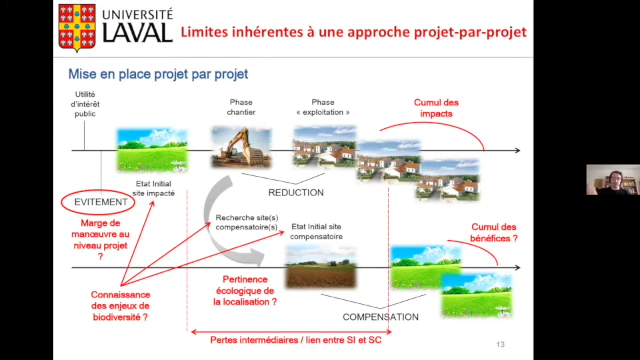 UNIVERSITÉ
LAVAL
Limites inhérentes à une approche projet-par-projet
Mise en place projet par projet
Utilité
d'intérêt
public
Phase
chantier
Phase
« exploitation »
Cumul des
impacts
Etat Initial
site impacté
EVITEMENT
REDUCTION
Marge de
manœuvre au
niveau projet
?
Recherche site(s)
compensatoire(s)
Etat Initial site
compensatoire
Cumul des
bénéfices ?
Connaissance
des enjeux de
biodiversité ?
Pertinence
écologique de
la localisation ?
COMPENSATION
Pertes intermédiaires / lien entre SI et SC
13